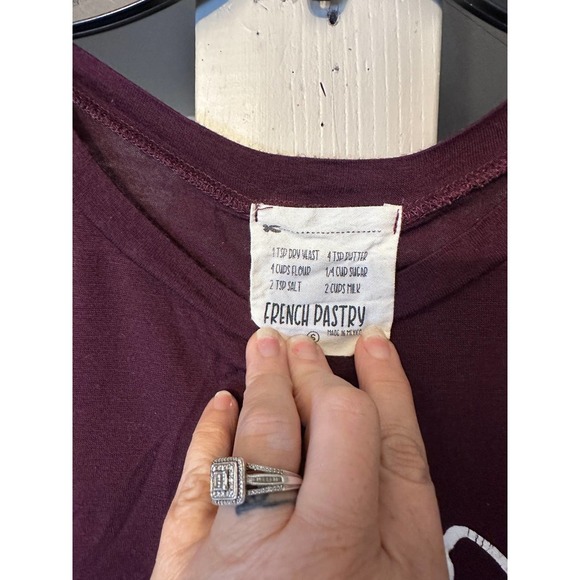 1 TSP DRY YEAST 4 TSP BUTTER
4 CUPS FLOUR 1/4 CUP SUGAR
2 TSP SALT 2 CUPS MILK
FRENCH PASTRY
S MADE IN MEXICO